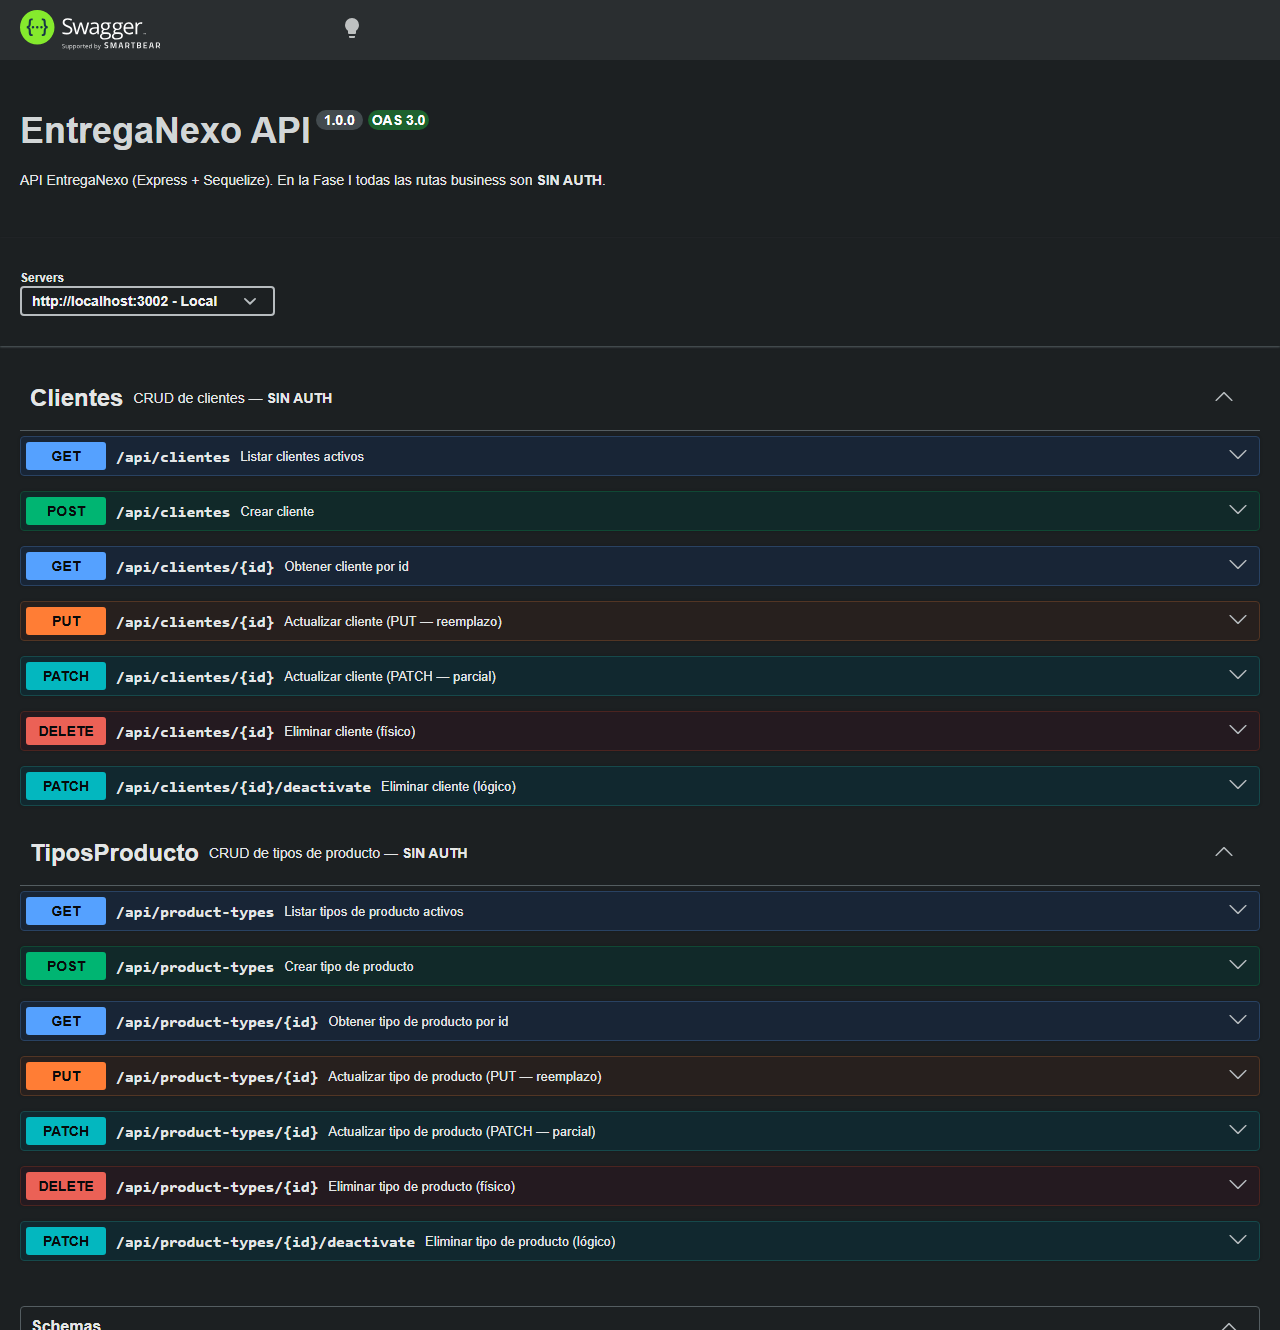 Swagger
Supported by SMARTBEAR
EntregaNexo API 1.0.0 OAS 3.0
API EntregaNexo (Express + Sequelize). En la Fase I todas las rutas business son SIN AUTH.
Servers
http://localhost:3002 - Local
Clientes CRUD de clientes — SIN AUTH
GET /api/clientes Listar clientes activos
POST /api/clientes Crear cliente
GET /api/clientes/{id} Obtener cliente por id
PUT /api/clientes/{id} Actualizar cliente (PUT — reemplazo)
PATCH /api/clientes/{id} Actualizar cliente (PATCH — parcial)
DELETE /api/clientes/{id} Eliminar cliente (físico)
PATCH /api/clientes/{id}/deactivate Eliminar cliente (lógico)
TiposProducto CRUD de tipos de producto — SIN AUTH
GET /api/product-types Listar tipos de producto activos
POST /api/product-types Crear tipo de producto
GET /api/product-types/{id} Obtener tipo de producto por id
PUT /api/product-types/{id} Actualizar tipo de producto (PUT — reemplazo)
PATCH /api/product-types/{id} Actualizar tipo de producto (PATCH — parcial)
DELETE /api/product-types/{id} Eliminar tipo de producto (físico)
PATCH /api/product-types/{id}/deactivate Eliminar tipo de producto (lógico)
Schemas